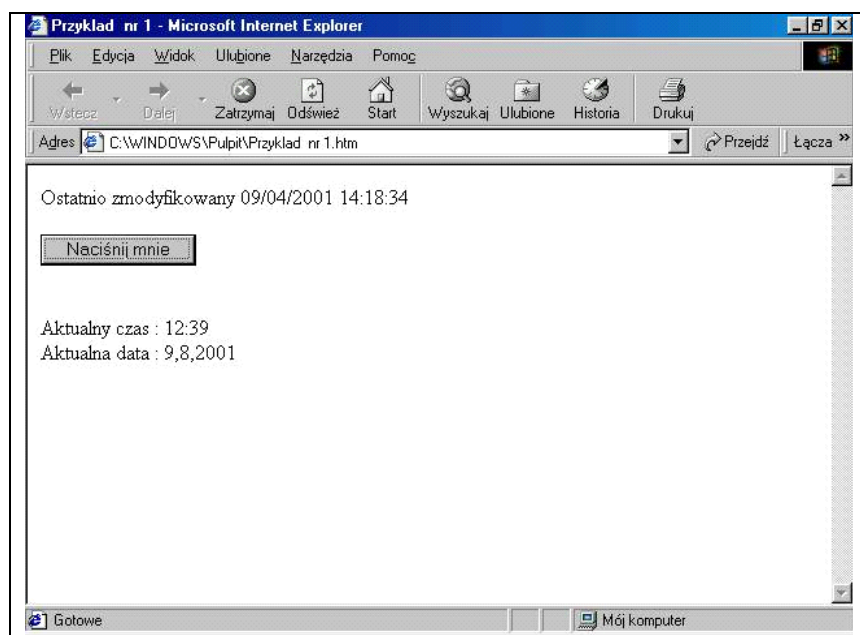 Przyklad nr 1 - Microsoft Internet Explorer
Plik Edycja Widok Ulubione Narzędzia Pomoc
Wstecz Dalej Zatrzymaj Odśwież Start Wyszukaj Ulubione Historia Drukuj
Adres C:\WINDOWS\Pulpit\Przyklad nr 1.htm Przejdź Łącza »
Ostatnio zmodyfikowany 09/04/2001 14:18:34
Naciśnij mnie
Aktualny czas : 12:39
Aktualna data : 9,8,2001
Gotowe Mój komputer